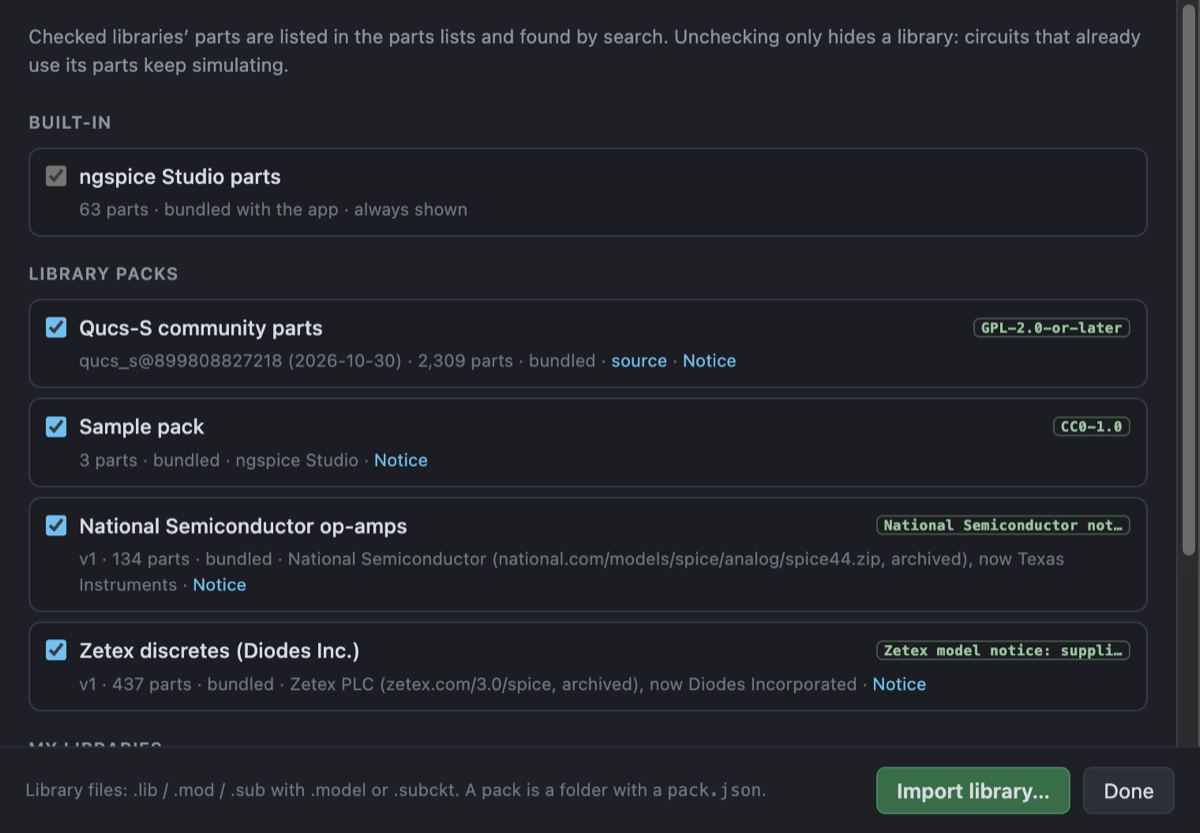 Checked libraries’ parts are listed in the parts lists and found by search. Unchecking only hides a library: circuits that already
use its parts keep simulating.
BUILT-IN
ngspice Studio parts
63 parts · bundled with the app · always shown
LIBRARY PACKS
Qucs-S community parts
GPL-2.0-or-later
qucs_s@899808827218 (2026-10-30) · 2,309 parts · bundled · source · Notice
Sample pack
CC0-1.0
3 parts · bundled · ngspice Studio · Notice
National Semiconductor op-amps
National Semiconductor not…
v1 · 134 parts · bundled · National Semiconductor (national.com/models/spice/analog/spice44.zip, archived), now Texas
Instruments · Notice
Zetex discretes (Diodes Inc.)
Zetex model notice: suppli…
v1 · 437 parts · bundled · Zetex PLC (zetex.com/3.0/spice, archived), now Diodes Incorporated · Notice
MY LIBRARIES
Library files: .lib / .mod / .sub with .model or .subckt. A pack is a folder with a pack.json.
Import library...
Done